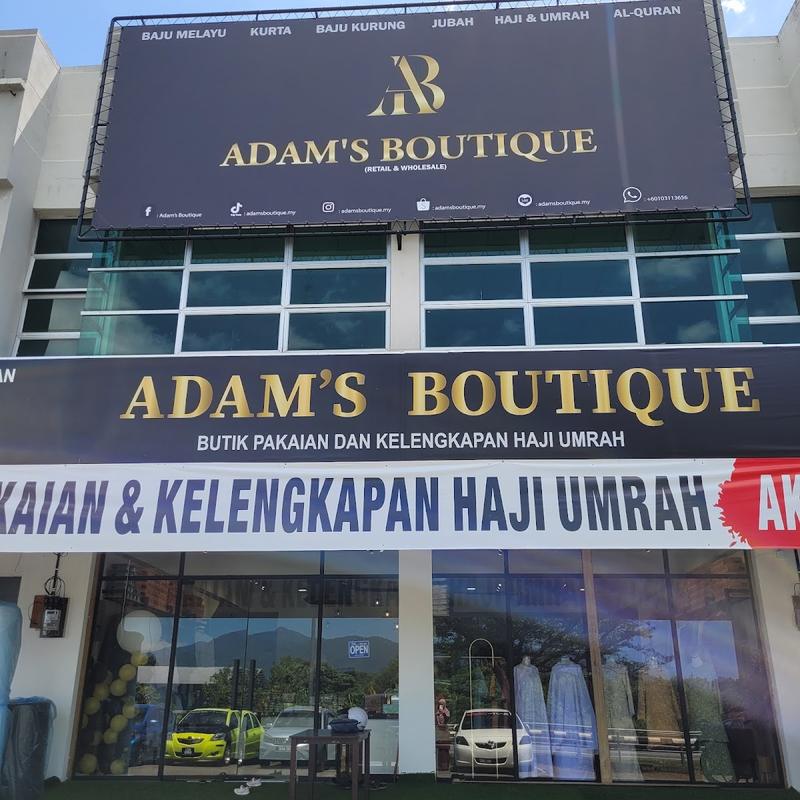 BAJU MELAYU KURTA BAJU KURUNG JUBAH HAJI & UMRAH AL-QURAN
AB
ADAM'S BOUTIQUE
(RETAIL & WHOLESALE)
: Adam's Boutique : adamsboutique.my : adamsboutique.my : adamsboutique.my : adamsboutique.my : +60103113656
AN
ADAM'S BOUTIQUE
BUTIK PAKAIAN DAN KELENGKAPAN HAJI UMRAH
KAIAN & KELENGKAPAN HAJI UMRAH AK
OPEN